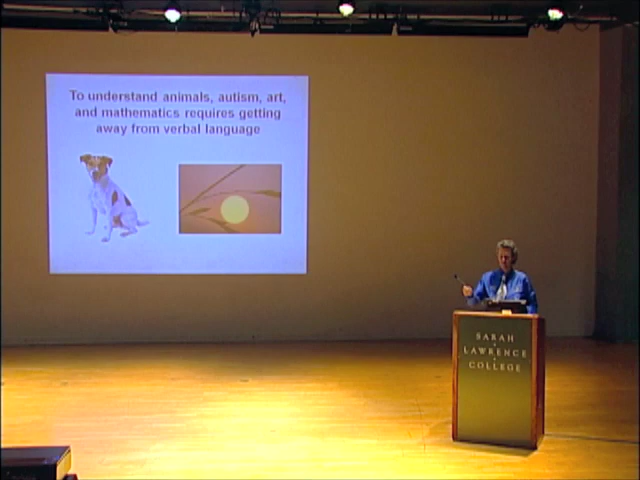 To understand animals, autism, art,
and mathematics requires getting
away from verbal language
SARAH
LAWRENCE
COLLEGE